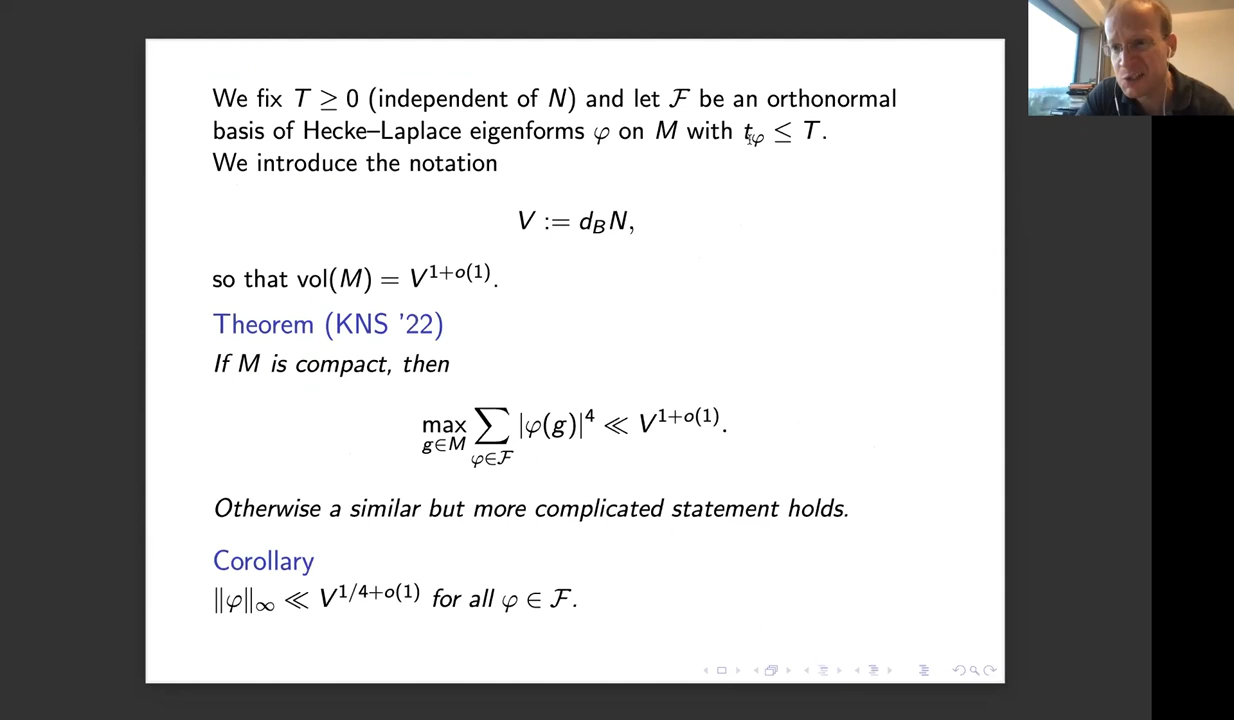 We fix T ≥ 0 (independent of N) and let ℱ be an orthonormal
basis of Hecke–Laplace eigenforms φ on M with t_φ ≤ T.
We introduce the notation
V := d_B N,
so that vol(M) = V^{1+o(1)}.
Theorem (KNS '22)
If M is compact, then
max_{g∈M} ∑_{φ∈ℱ} |φ(g)|^4 ≪ V^{1+o(1)}.
Otherwise a similar but more complicated statement holds.
Corollary
‖φ‖_∞ ≪ V^{1/4+o(1)} for all φ ∈ ℱ.